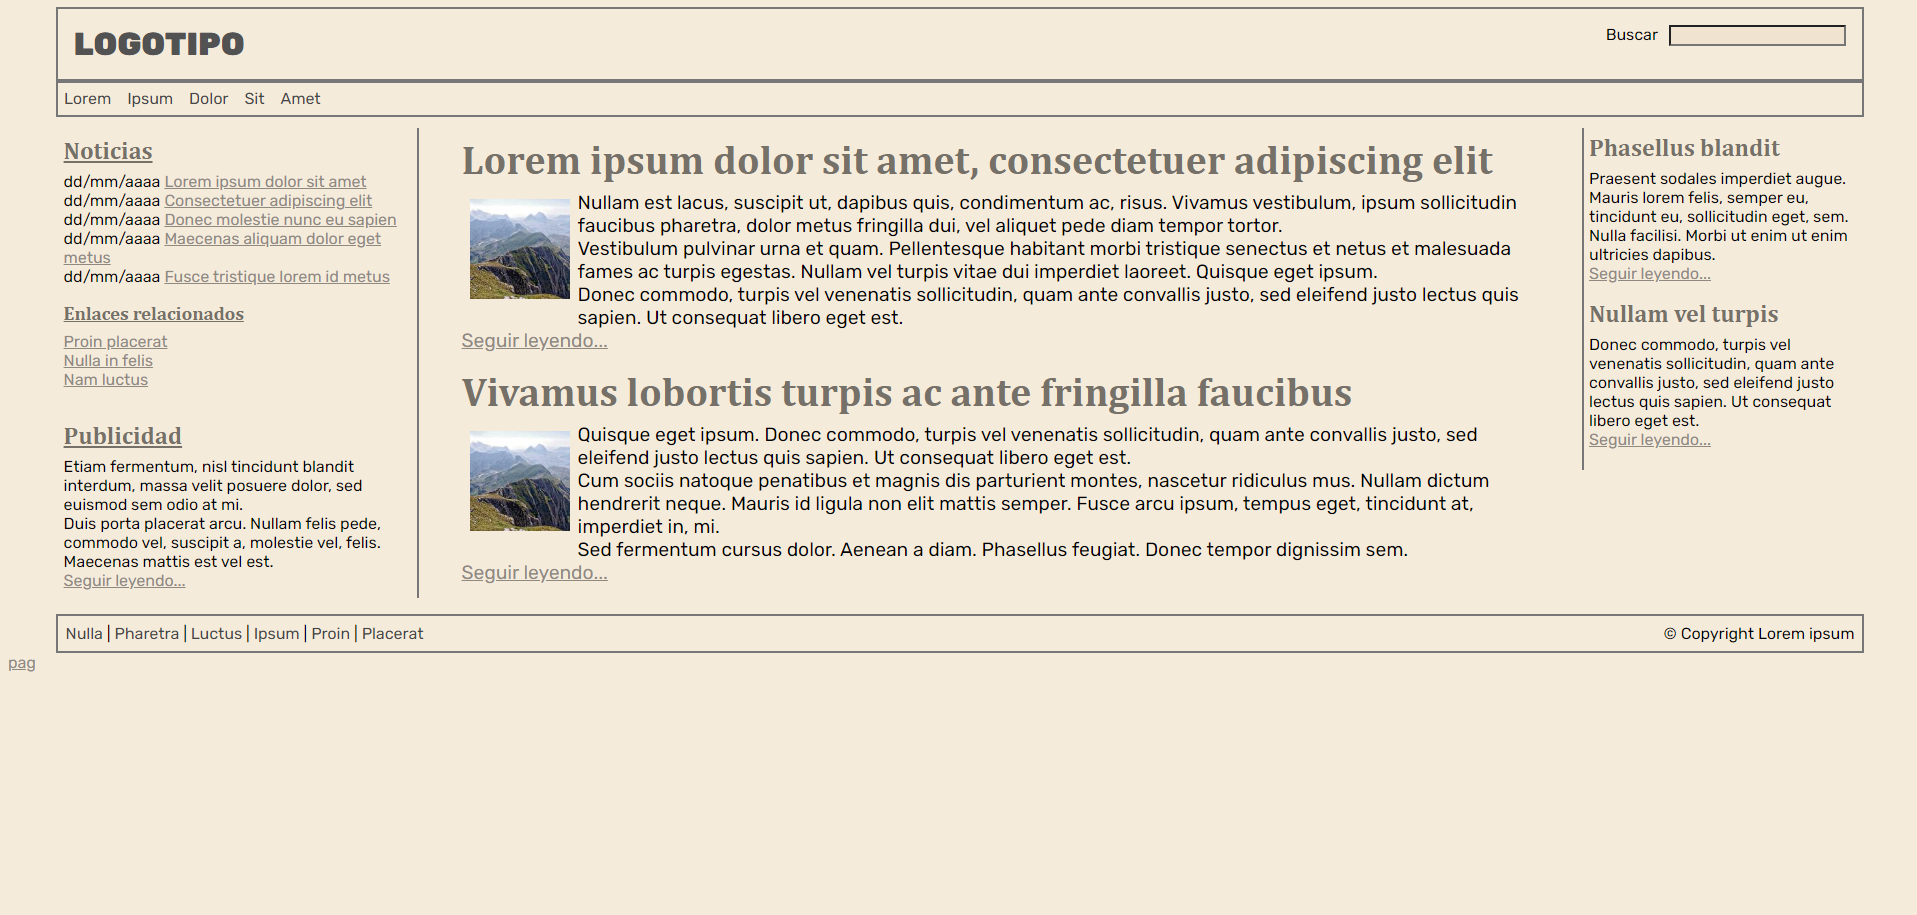 LOGOTIPO
Buscar
Lorem Ipsum Dolor Sit Amet
Noticias
dd/mm/aaaa Lorem ipsum dolor sit amet
dd/mm/aaaa Consectetuer adipiscing elit
dd/mm/aaaa Donec molestie nunc eu sapien
dd/mm/aaaa Maecenas aliquam dolor eget
metus
dd/mm/aaaa Fusce tristique lorem id metus
Enlaces relacionados
Proin placerat
Nulla in felis
Nam luctus
Publicidad
Etiam fermentum, nisl tincidunt blandit
interdum, massa velit posuere dolor, sed
euismod sem odio at mi.
Duis porta placerat arcu. Nullam felis pede,
commodo vel, suscipit a, molestie vel, felis.
Maecenas mattis est vel est.
Seguir leyendo...
Lorem ipsum dolor sit amet, consectetuer adipiscing elit
Nullam est lacus, suscipit ut, dapibus quis, condimentum ac, risus. Vivamus vestibulum, ipsum sollicitudin
faucibus pharetra, dolor metus fringilla dui, vel aliquet pede diam tempor tortor.
Vestibulum pulvinar urna et quam. Pellentesque habitant morbi tristique senectus et netus et malesuada
fames ac turpis egestas. Nullam vel turpis vitae dui imperdiet laoreet. Quisque eget ipsum.
Donec commodo, turpis vel venenatis sollicitudin, quam ante convallis justo, sed eleifend justo lectus quis
sapien. Ut consequat libero eget est.
Seguir leyendo...
Vivamus lobortis turpis ac ante fringilla faucibus
Quisque eget ipsum. Donec commodo, turpis vel venenatis sollicitudin, quam ante convallis justo, sed
eleifend justo lectus quis sapien. Ut consequat libero eget est.
Cum sociis natoque penatibus et magnis dis parturient montes, nascetur ridiculus mus. Nullam dictum
hendrerit neque. Mauris id ligula non elit mattis semper. Fusce arcu ipsum, tempus eget, tincidunt at,
imperdiet in, mi.
Sed fermentum cursus dolor. Aenean a diam. Phasellus feugiat. Donec tempor dignissim sem.
Seguir leyendo...
Phasellus blandit
Praesent sodales imperdiet augue.
Mauris lorem felis, semper eu,
tincidunt eu, sollicitudin eget, sem.
Nulla facilisi. Morbi ut enim ut enim
ultricies dapibus.
Seguir leyendo...
Nullam vel turpis
Donec commodo, turpis vel
venenatis sollicitudin, quam ante
convallis justo, sed eleifend justo
lectus quis sapien. Ut consequat
libero eget est.
Seguir leyendo...
Nulla | Pharetra | Luctus | Ipsum | Proin | Placerat
© Copyright Lorem ipsum
pag